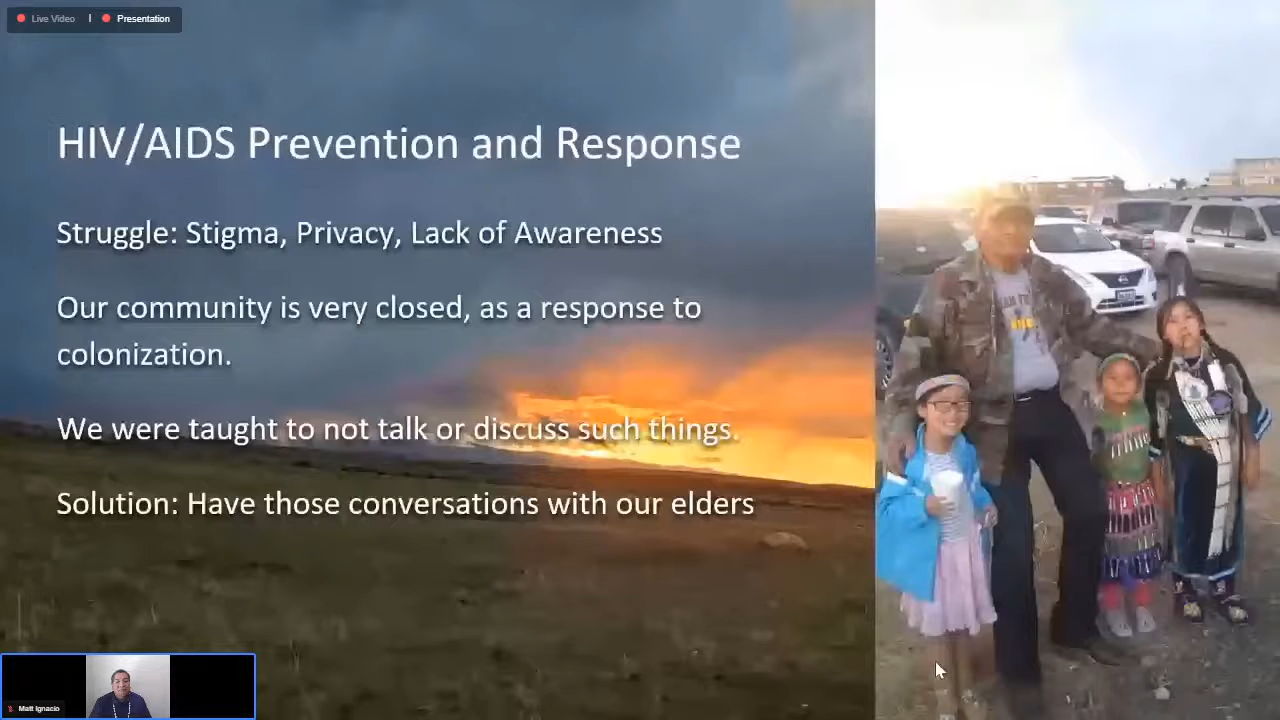 Live Video | Presentation
HIV/AIDS Prevention and Response
Struggle: Stigma, Privacy, Lack of Awareness
Our community is very closed, as a response to
colonization.
We were taught to not talk or discuss such things.
Solution: Have those conversations with our elders
Matt Ignacio